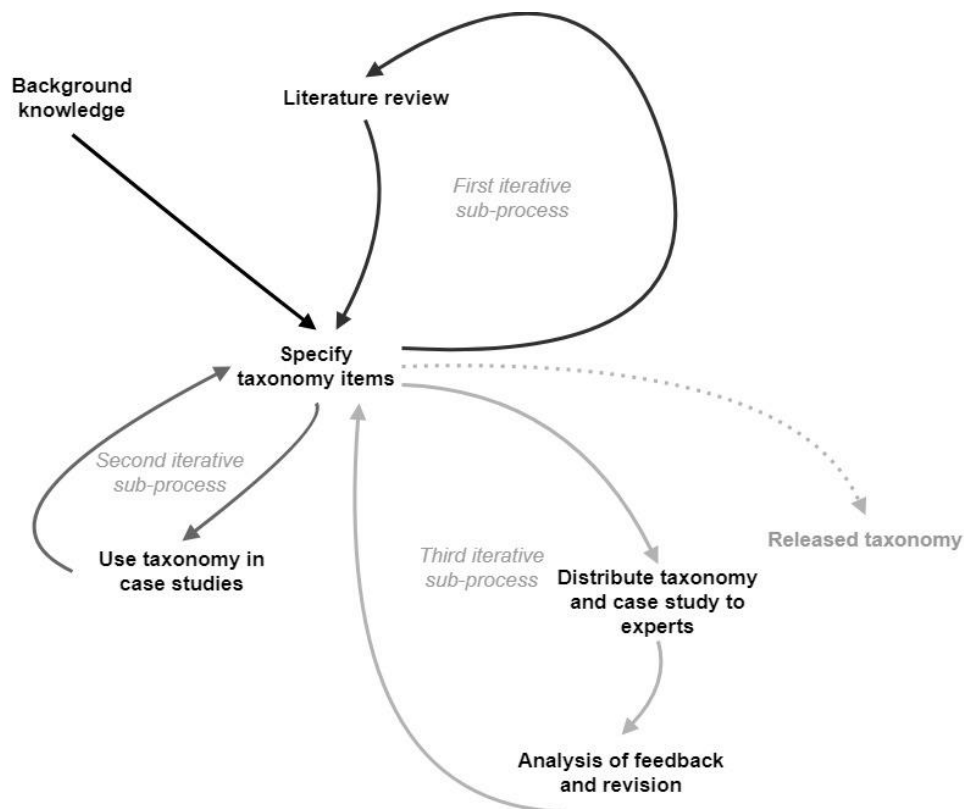 Background
knowledge
Literature review
First iterative
sub-process
Specify
taxonomy items
Second iterative
sub-process
Use taxonomy in
case studies
Third iterative
sub-process
Released taxonomy
Distribute taxonomy
and case study to
experts
Analysis of feedback
and revision